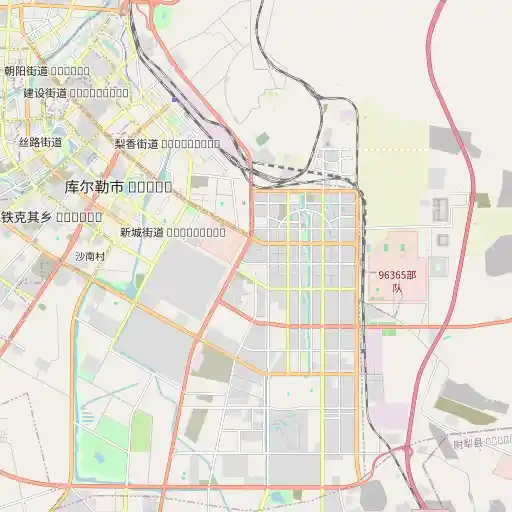 朝阳街道
建设街道
丝路街道
梨香街道
库尔勒市
铁克其乡
新城街道
沙南村
96365部
队
尉犁县